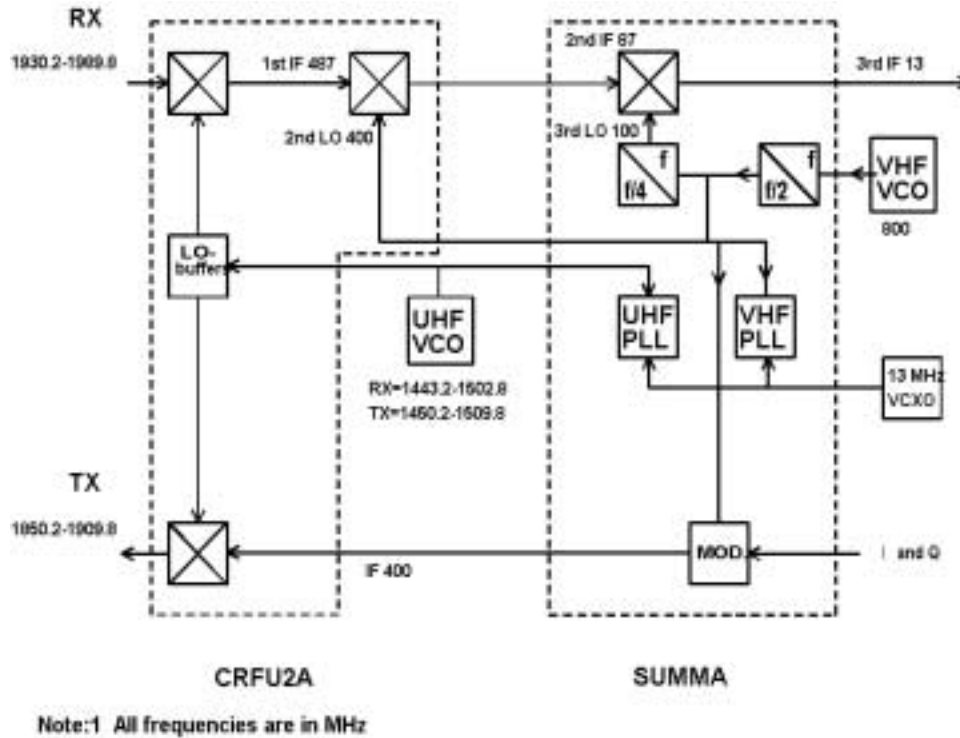 RX
1930.2-1989.8
1st IF 487
2nd IF 87
3rd IF 13
2nd LO 400
3rd LO 100
f
f/4
f
f/2
VHF
VCO
800
LO-
buffers
UHF
VCO
UHF
PLL
VHF
PLL
RX=1443.2-1502.8
TX=1450.2-1509.8
13 MHz
VCXO
TX
1850.2-1909.8
IF 400
MOD.
I and Q
CRFU2A
SUMMA
Note:1 All frequencies are in MHz